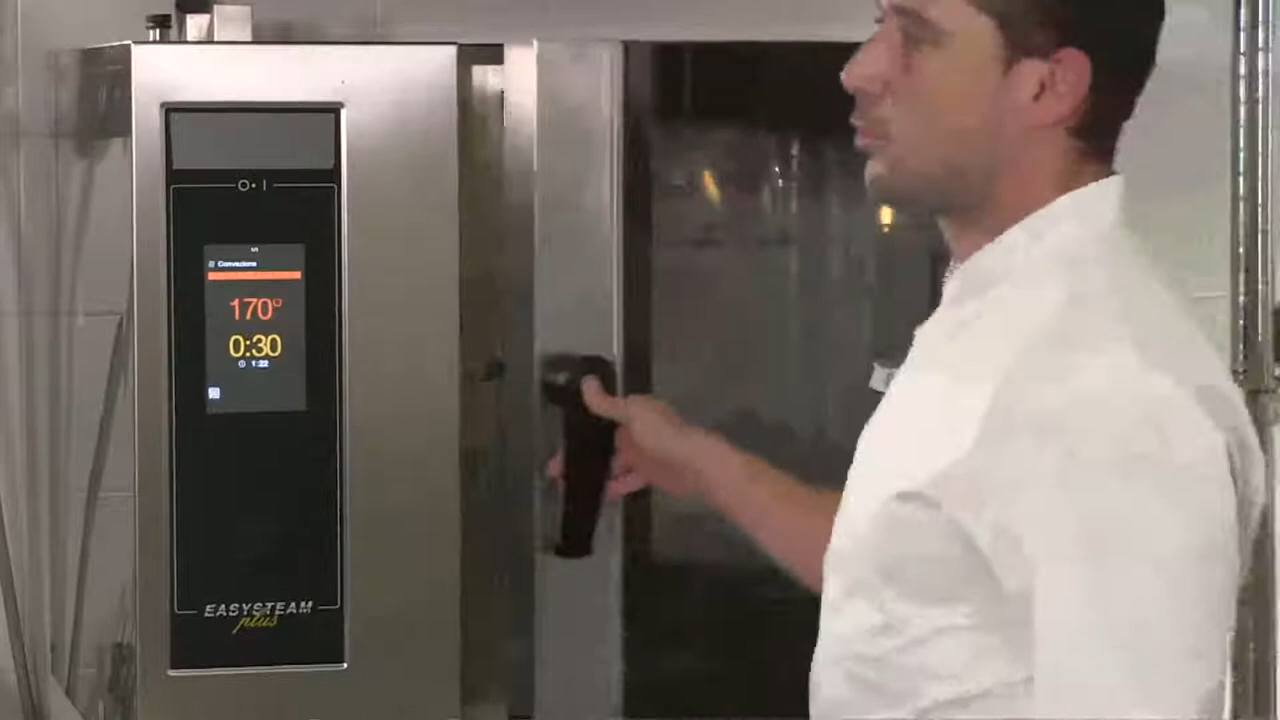 O• I
Convezione
170°
0:30
1:22
EASYSTEAM
plus